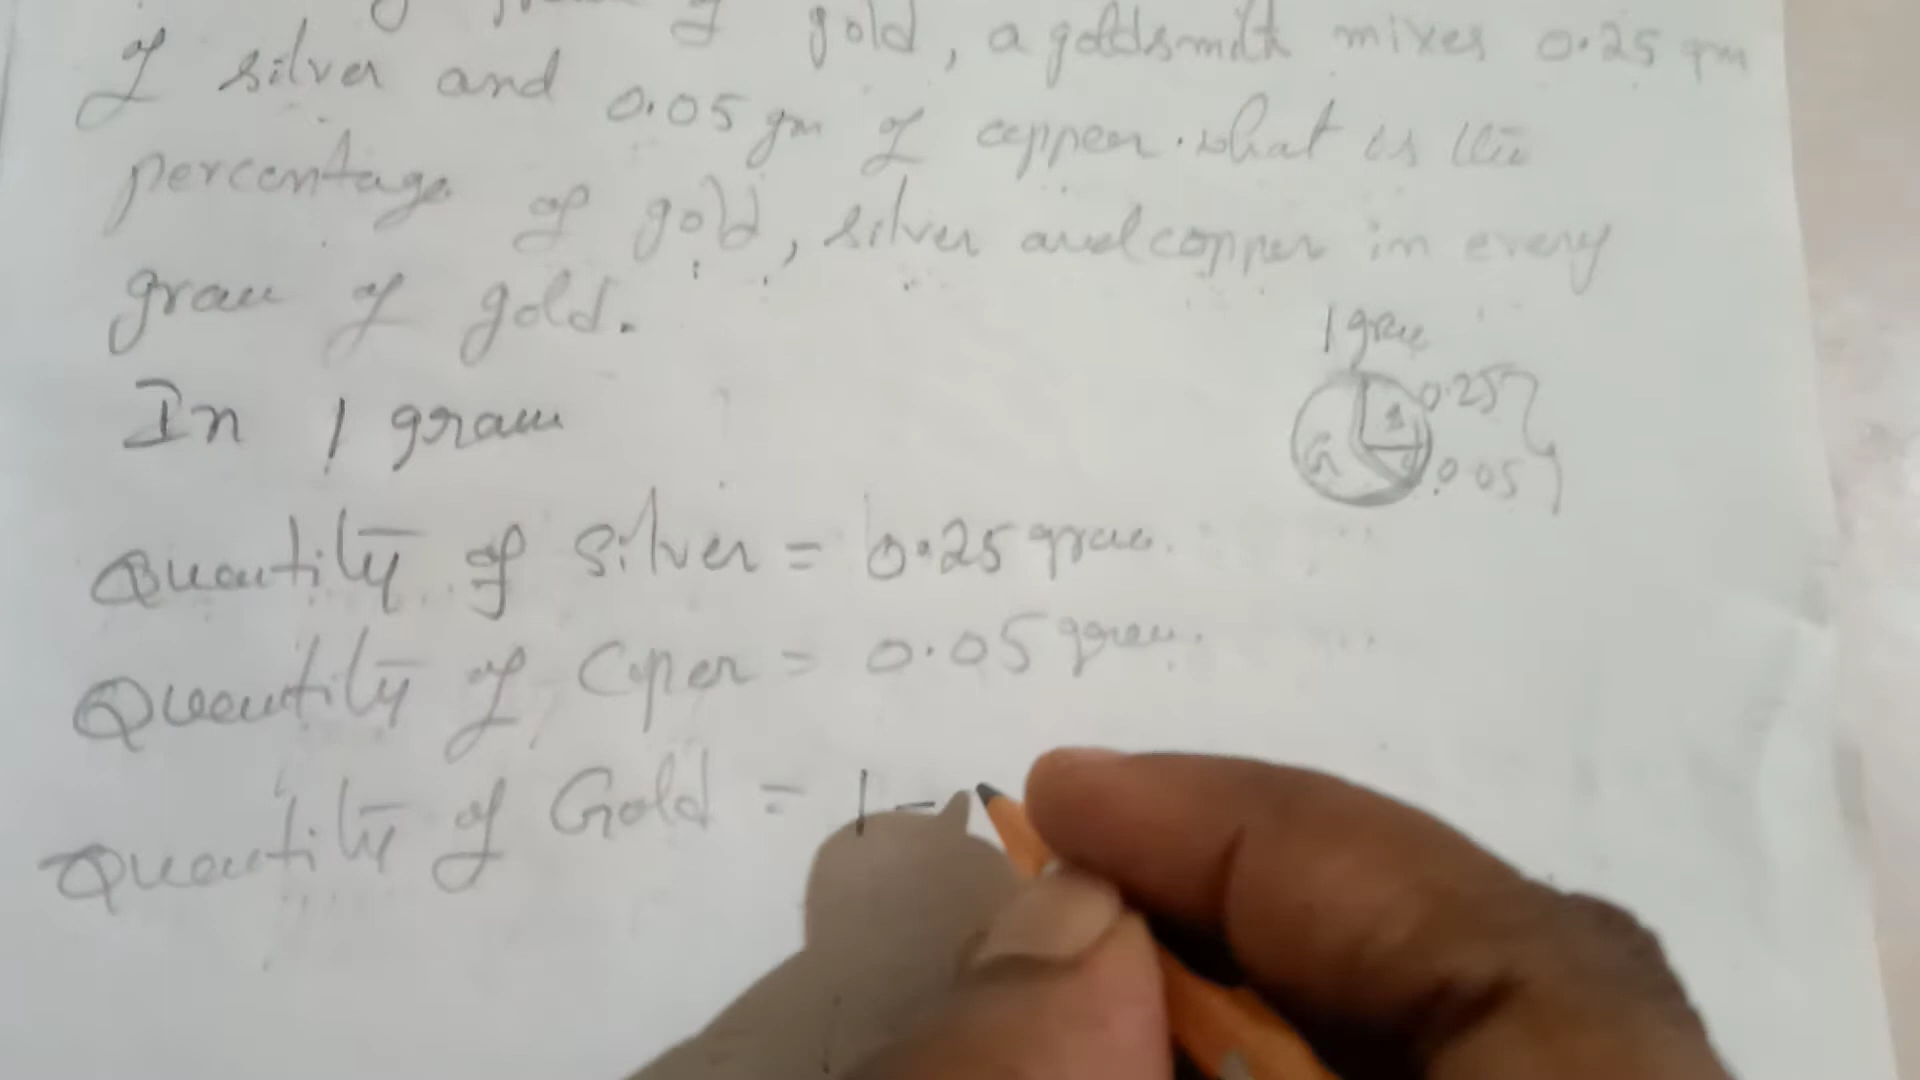 of gold, a goldsmith mixes 0.25 gm
of silver and 0.05 gm of copper. what is the
percentage of gold, silver and copper in every
gram of gold.
1 gram
0.25
S
G
C
0.05
In 1 gram
Quantity of Silver = 0.25 gram.
Quantity of Coper = 0.05 gram.
Quantity of Gold = 1 -